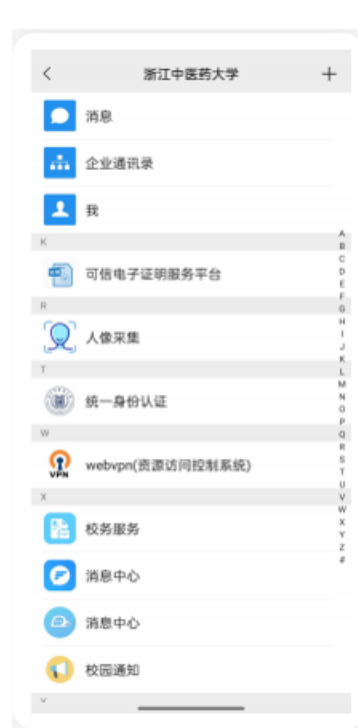 浙江中医药大学
消息
企业通讯录
我
K
可信电子证明服务平台
R
人像采集
T
统一身份认证
W
VPN
webvpn(资源访问控制系统)
X
校务服务
消息中心
消息中心
校园通知
Y
A
B
C
D
E
F
G
H
I
J
K
L
M
N
O
P
Q
R
S
T
U
V
W
X
Y
Z
#